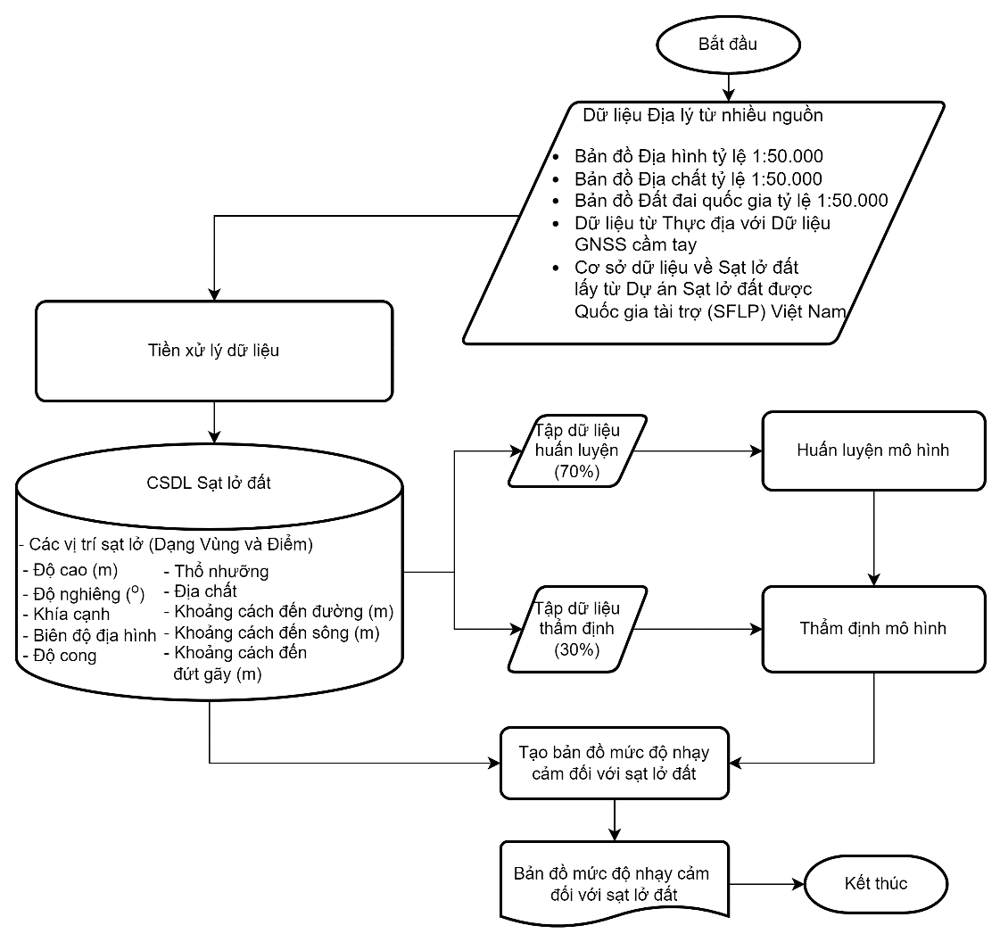 Bắt đầu
Dữ liệu Địa lý từ nhiều nguồn
• Bản đồ Địa hình tỷ lệ 1:50.000
• Bản đồ Địa chất tỷ lệ 1:50.000
• Bản đồ Đất đai quốc gia tỷ lệ 1:50.000
• Dữ liệu từ Thực địa với Dữ liệu
GNSS cầm tay
• Cơ sở dữ liệu về Sạt lở đất
lấy từ Dự án Sạt lở đất được
Quốc gia tài trợ (SFLP) Việt Nam
Tiền xử lý dữ liệu
CSDL Sạt lở đất
- Các vị trí sạt lở (Dạng Vùng và Điểm)
- Độ cao (m)
- Độ nghiêng (º)
- Khía cạnh
- Biên độ địa hình
- Độ cong
- Thổ nhưỡng
- Địa chất
- Khoảng cách đến đường (m)
- Khoảng cách đến sông (m)
- Khoảng cách đến
đứt gãy (m)
Tập dữ liệu
huấn luyện
(70%)
Huấn luyện mô hình
Tập dữ liệu
thẩm định
(30%)
Thẩm định mô hình
Tạo bản đồ mức độ nhạy
cảm đối với sạt lở đất
Bản đồ mức độ nhạy cảm
đối với sạt lở đất
Kết thúc